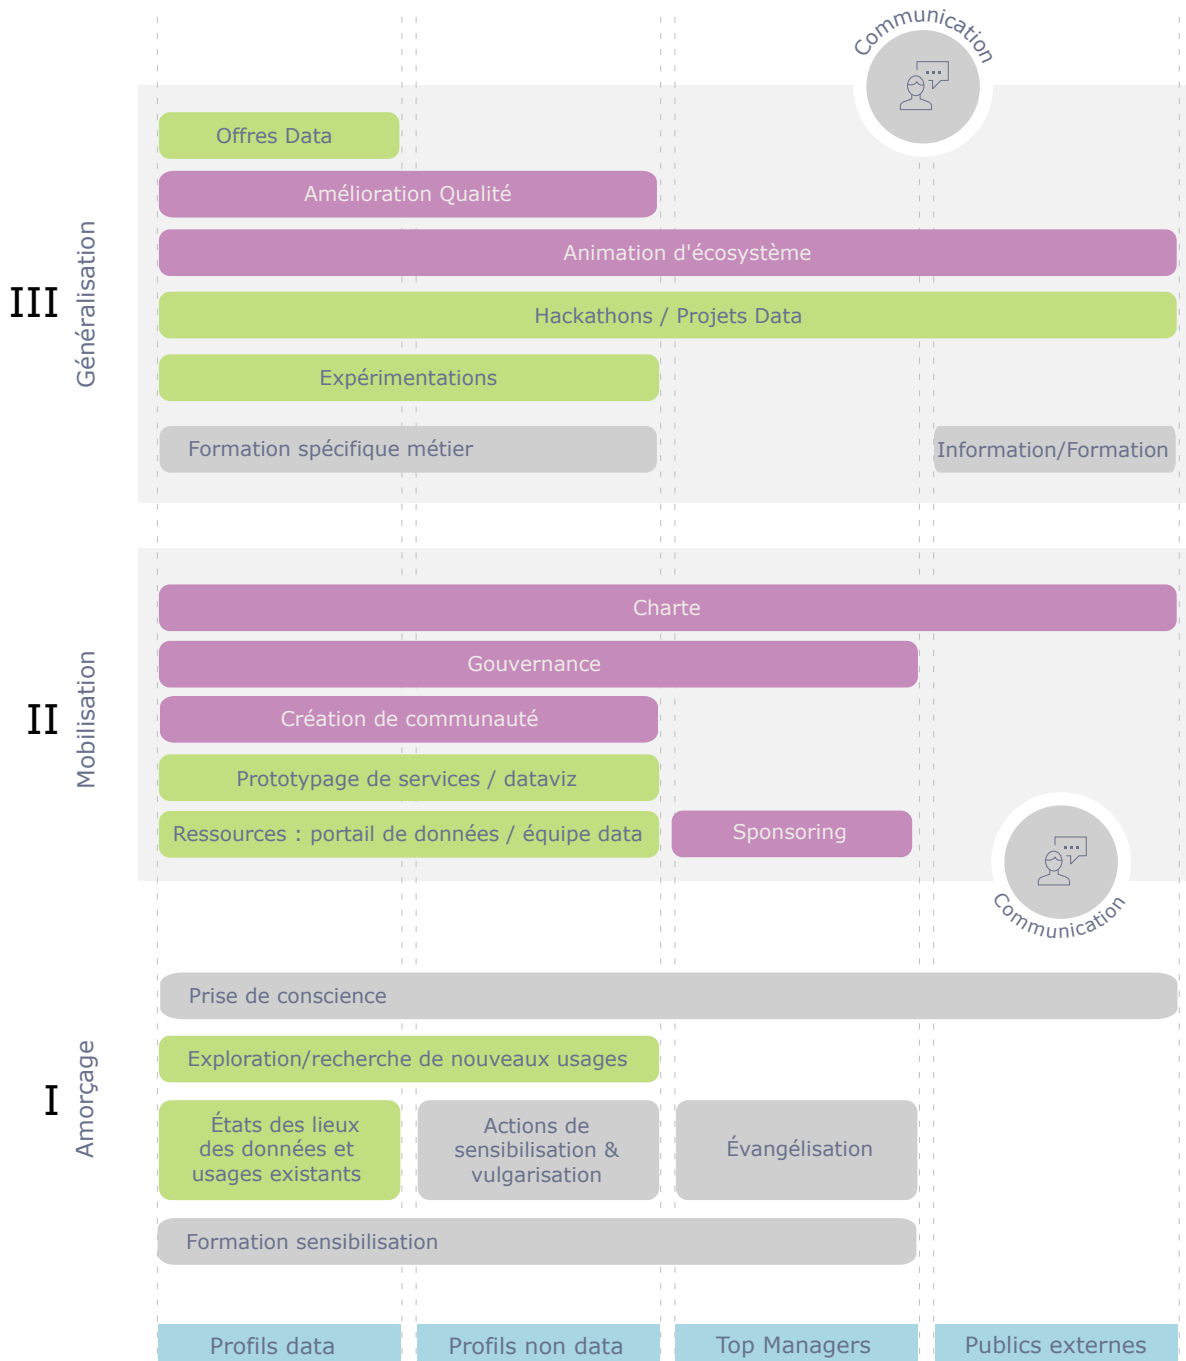 Communication
III
Généralisation
Offres Data
Amélioration Qualité
Animation d'écosystème
Hackathons / Projets Data
Expérimentations
Formation spécifique métier
Information/Formation
II
Mobilisation
Charte
Gouvernance
Création de communauté
Prototypage de services / dataviz
Ressources : portail de données / équipe data
Sponsoring
Communication
I
Amorçage
Prise de conscience
Exploration/recherche de nouveaux usages
États des lieux
des données et
usages existants
Actions de
sensibilisation &
vulgarisation
Évangélisation
Formation sensibilisation
Profils data
Profils non data
Top Managers
Publics externes